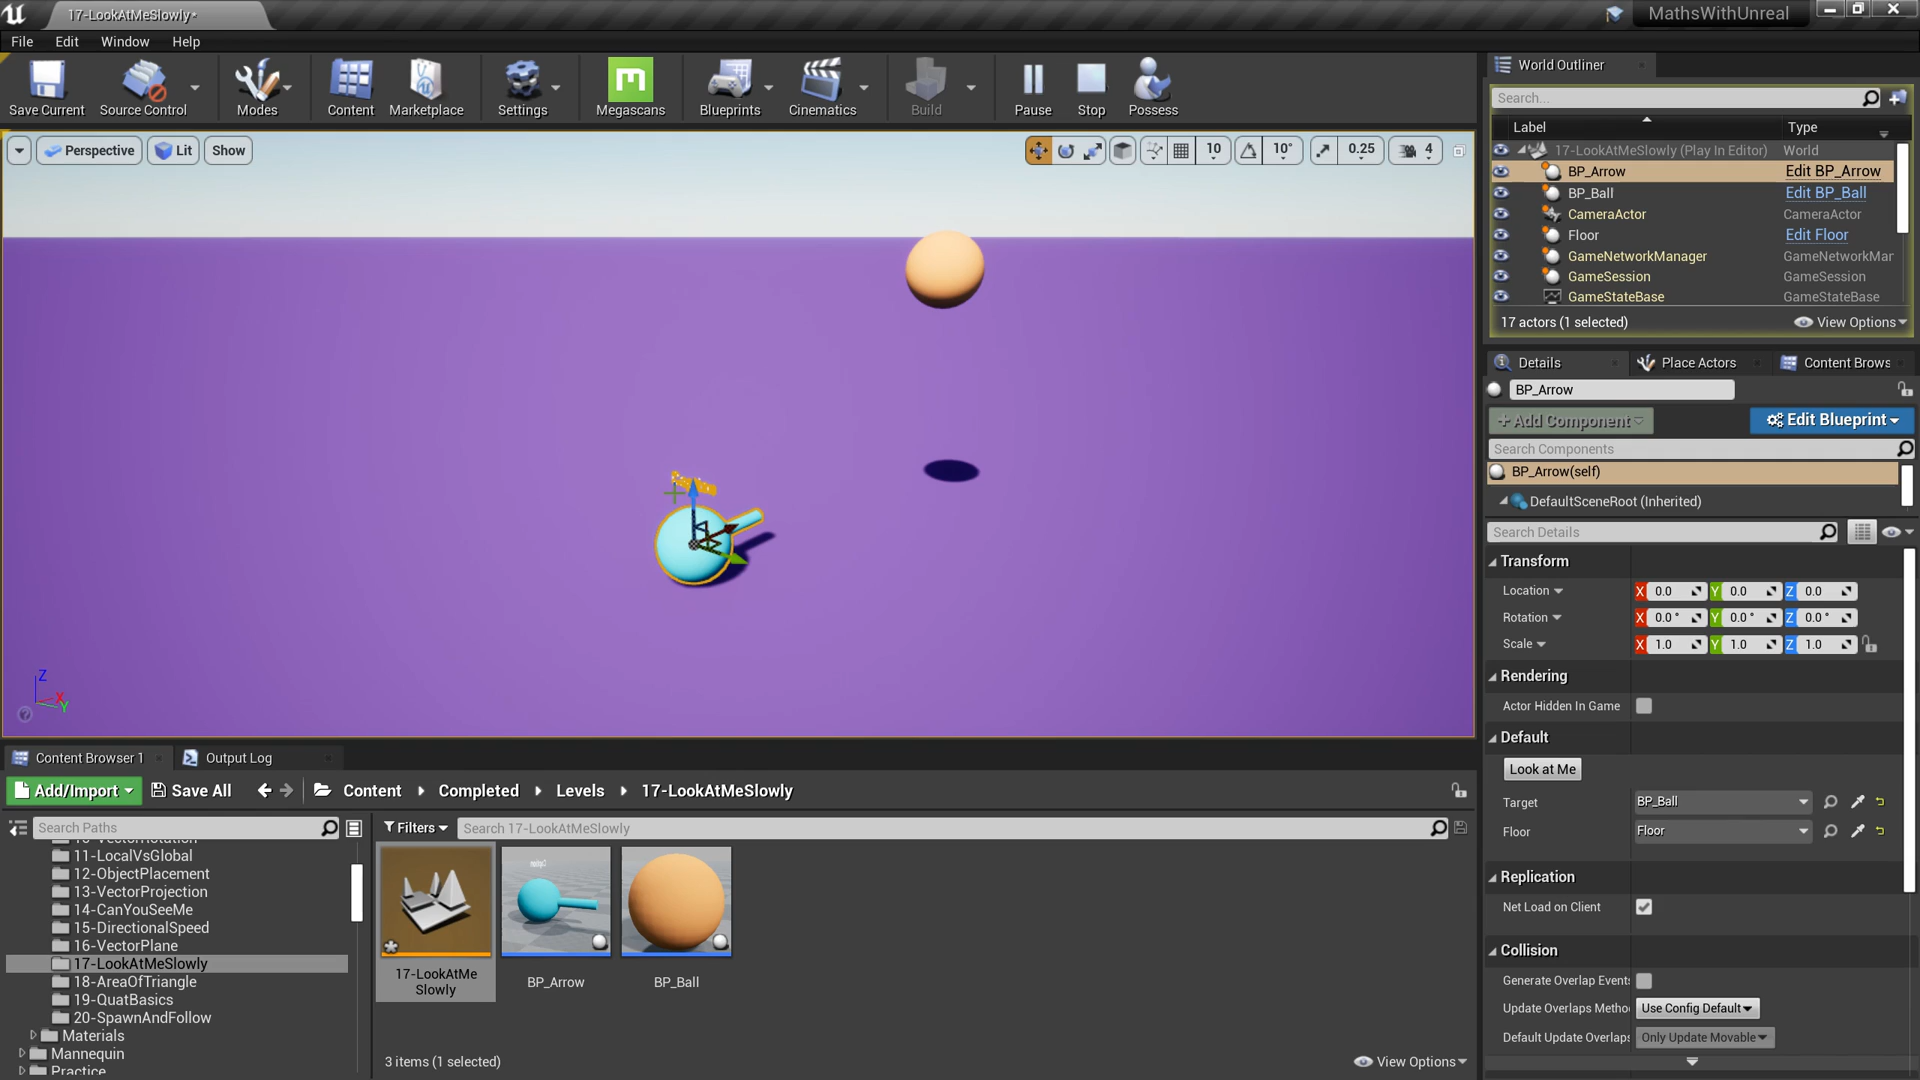 17-LookAtMeSlowly*
MathsWithUnreal
File Edit Window Help
Save Current
Source Control
Modes
Content
Marketplace
Settings
Megascans
Blueprints
Cinematics
Build
Pause
Stop
Possess
Perspective
Lit
Show
10
10°
0.25
4
Z
X
Y
World Outliner
Search...
Label Type
17-LookAtMeSlowly (Play In Editor) World
BP_Arrow Edit BP_Arrow
BP_Ball Edit BP_Ball
CameraActor CameraActor
Floor Edit Floor
GameNetworkManager GameNetworkMar
GameSession GameSession
GameStateBase GameStateBase
17 actors (1 selected) View Options
Details Place Actors Content Brows
BP_Arrow
+ Add Component Edit Blueprint
Search Components
BP_Arrow(self)
DefaultSceneRoot (Inherited)
Search Details
Transform
Location X 0.0 Y 0.0 Z 0.0
Rotation X 0.0 ° Y 0.0 ° Z 0.0 °
Scale X 1.0 Y 1.0 Z 1.0
Rendering
Actor Hidden In Game
Default
Look at Me
Target BP_Ball
Floor Floor
Replication
Net Load on Client
Collision
Generate Overlap Events
Update Overlaps Metho Use Config Default
Default Update Overlaps Only Update Movable
Content Browser 1 Output Log
Add/Import Save All Content Completed Levels 17-LookAtMeSlowly
Search Paths
Filters Search 17-LookAtMeSlowly
10-VectorRotation
11-LocalVsGlobal
12-ObjectPlacement
13-VectorProjection
14-CanYouSeeMe
15-DirectionalSpeed
16-VectorPlane
17-LookAtMeSlowly
18-AreaOfTriangle
19-QuatBasics
20-SpawnAndFollow
Materials
Mannequin
Practice
17-LookAtMe
Slowly
BP_Arrow
BP_Ball
3 items (1 selected) View Options